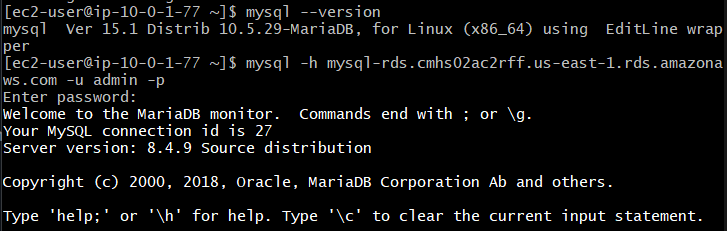 [ec2-user@ip-10-0-1-77 ~]$ mysql --version
mysql  Ver 15.1 Distrib 10.5.29-MariaDB, for Linux (x86_64) using  EditLine wrap
per
[ec2-user@ip-10-0-1-77 ~]$ mysql -h mysql-rds.cmhs02ac2rff.us-east-1.rds.amazona
ws.com -u admin -p
Enter password:
Welcome to the MariaDB monitor.  Commands end with ; or \g.
Your MySQL connection id is 27
Server version: 8.4.9 Source distribution
Copyright (c) 2000, 2018, Oracle, MariaDB Corporation Ab and others.
Type 'help;' or '\h' for help. Type '\c' to clear the current input statement.